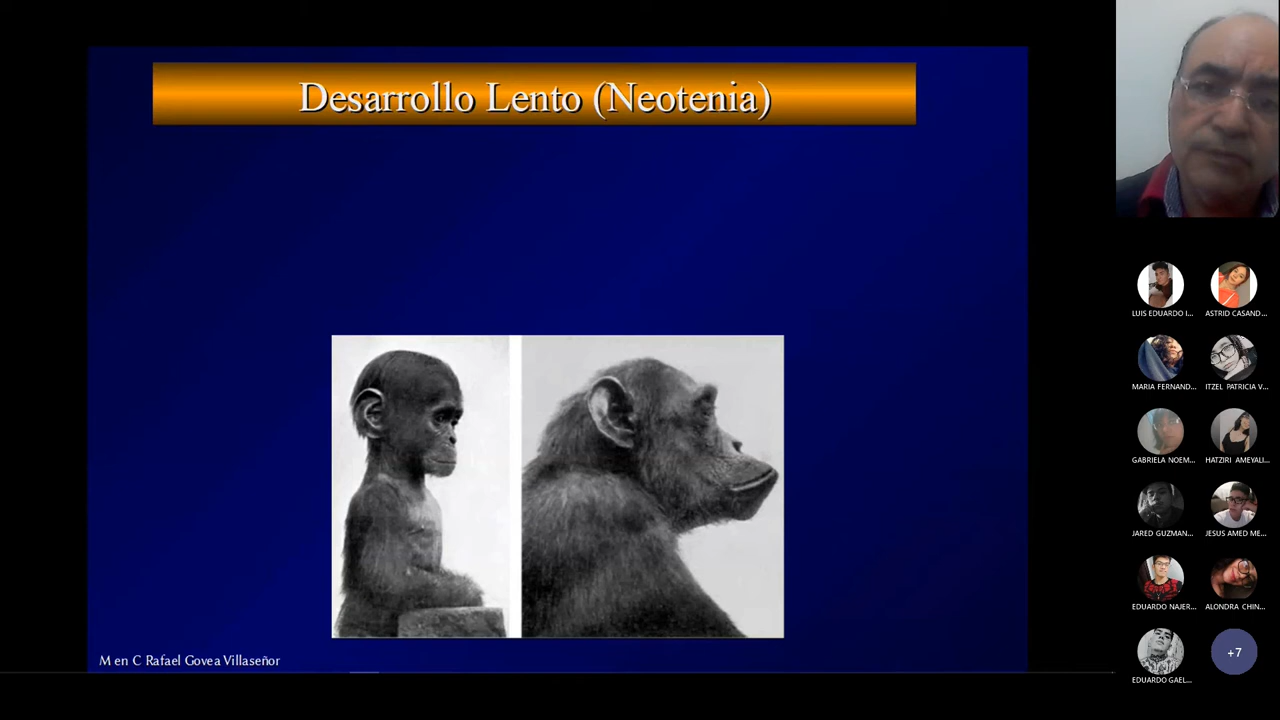 Desarrollo Lento (Neotenia)
M en C Rafael Govea Villaseñor
LUIS EDUARDO I...
ASTRID CASAND...
MARIA FERNAND...
ITZEL PATRICIA V...
GABRIELA NOEM...
HATZIRI AMEYALI...
JARED GUZMAN...
JESUS AMED ME...
EDUARDO NAJER...
ALONDRA CHIN...
EDUARDO GAEL...
+7